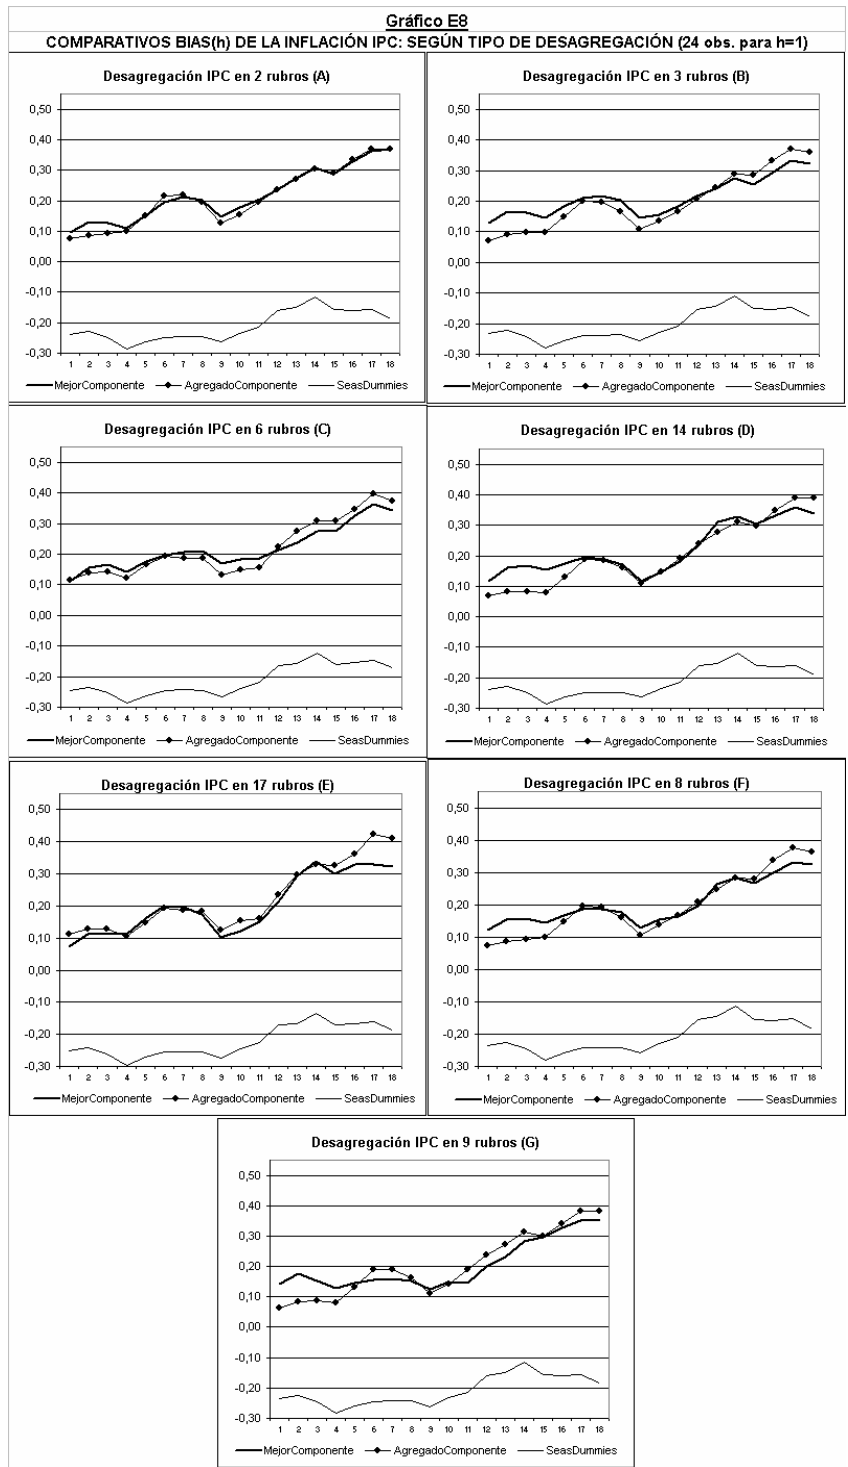 Gráfico E8
COMPARATIVOS BIAS(h) DE LA INFLACIÓN IPC: SEGÚN TIPO DE DESAGREGACIÓN (24 obs. para h=1)
Desagregación IPC en 2 rubros (A)
0,50
0,40
0,30
0,20
0,10
0,00
-0,10
-0,20
-0,30
1 2 3 4 5 6 7 8 9 10 11 12 13 14 15 16 17 18
MejorComponente AgregadoComponente SeasDummies
Desagregación IPC en 3 rubros (B)
0,50
0,40
0,30
0,20
0,10
0,00
-0,10
-0,20
-0,30
1 2 3 4 5 6 7 8 9 10 11 12 13 14 15 16 17 18
MejorComponente AgregadoComponente SeasDummies
Desagregación IPC en 6 rubros (C)
0,50
0,40
0,30
0,20
0,10
0,00
-0,10
-0,20
-0,30
1 2 3 4 5 6 7 8 9 10 11 12 13 14 15 16 17 18
MejorComponente AgregadoComponente SeasDummies
Desagregación IPC en 14 rubros (D)
0,50
0,40
0,30
0,20
0,10
0,00
-0,10
-0,20
-0,30
1 2 3 4 5 6 7 8 9 10 11 12 13 14 15 16 17 18
MejorComponente AgregadoComponente SeasDummies
Desagregación IPC en 17 rubros (E)
0,50
0,40
0,30
0,20
0,10
0,00
-0,10
-0,20
-0,30
1 2 3 4 5 6 7 8 9 10 11 12 13 14 15 16 17 18
MejorComponente AgregadoComponente SeasDummies
Desagregación IPC en 8 rubros (F)
0,50
0,40
0,30
0,20
0,10
0,00
-0,10
-0,20
-0,30
1 2 3 4 5 6 7 8 9 10 11 12 13 14 15 16 17 18
MejorComponente AgregadoComponente SeasDummies
Desagregación IPC en 9 rubros (G)
0,50
0,40
0,30
0,20
0,10
0,00
-0,10
-0,20
-0,30
1 2 3 4 5 6 7 8 9 10 11 12 13 14 15 16 17 18
MejorComponente AgregadoComponente SeasDummies